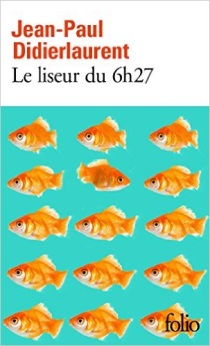 Jean-Paul
Didierlaurent
Le liseur du 6h27
folio